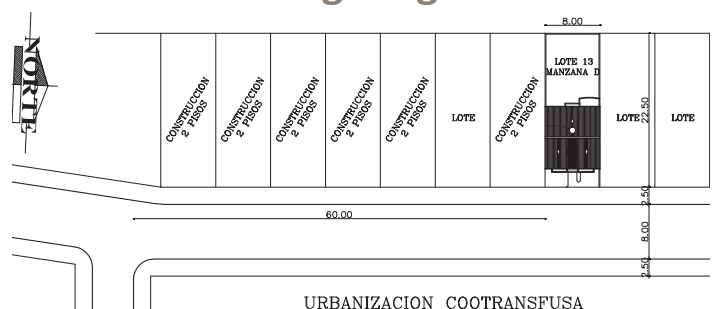 8.00
NORTE
LOTE 13
MANZANA D
CONSTRUCCION
2 PISOS
CONSTRUCCION
2 PISOS
CONSTRUCCION
2 PISOS
CONSTRUCCION
2 PISOS
CONSTRUCCION
2 PISOS
LOTE
CONSTRUCCION
2 PISOS
LOTE
22.50
LOTE
2.50
60.00
8.00
2.50
URBANIZACION COOTRANSFUSA